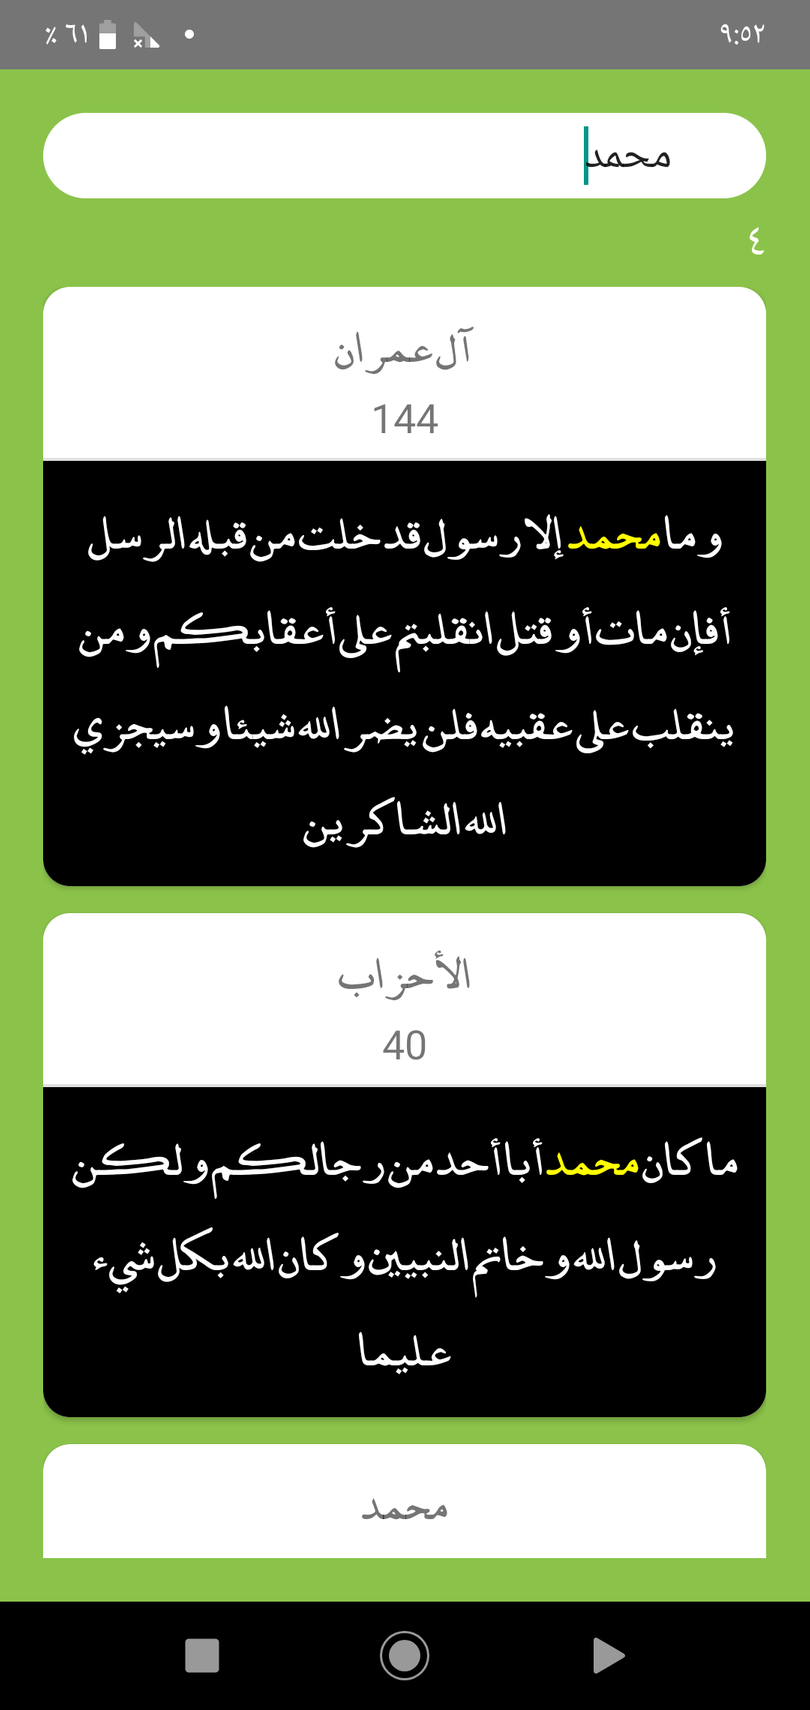 ٩:٥٢ ٦١ ٪
محمد
٤
آل عمران
144
وما محمد إلا رسول قد خلت من قبله الرسل
أفإن مات أو قتل انقلبتم على أعقابكم ومن
ينقلب على عقبيه فلن يضر الله شيئا وسيجزي
الله الشاكرين
الأحزاب
40
ما كان محمد أبا أحد من رجالكم ولكن
رسول الله وخاتم النبيين وكان الله بكل شيء
عليما
محمد